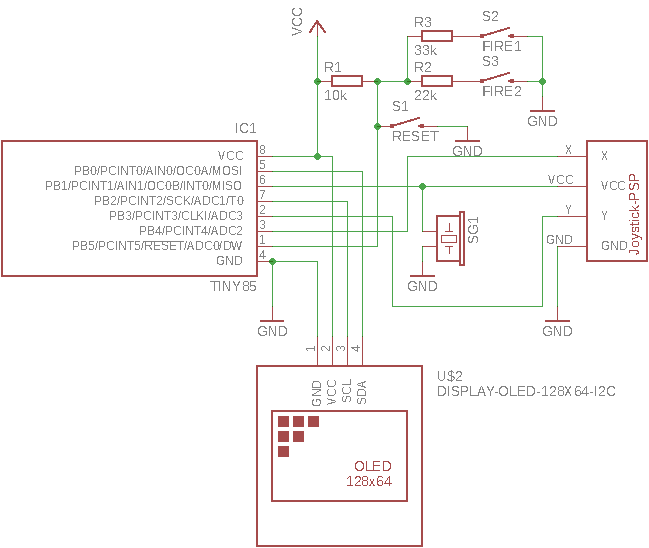 VCC
R3
33k
S2
FIRE1
R1
10k
R2
22k
S3
FIRE2
GND
S1
RESET
GND
IC1
VCC
8
PB0/PCINT0/AIN0/OC0A/MOSI
5
PB1/PCINT1/AIN1/OC0B/INT0/MISO
6
PB2/PCINT2/SCK/ADC1/T0
7
PB3/PCINT3/CLKI/ADC3
2
PB4/PCINT4/ADC2
3
PB5/PCINT5/RESET/ADC0/DW
1
GND
4
TINY85
X
X
VCC
VCC
Y
Y
GND
GND
Joystick-PSP
SG1
GND
GND
GND
1
2
3
4
GND
VCC
SCL
SDA
U$2
DISPLAY-OLED-128X64-I2C
OLED
128x64